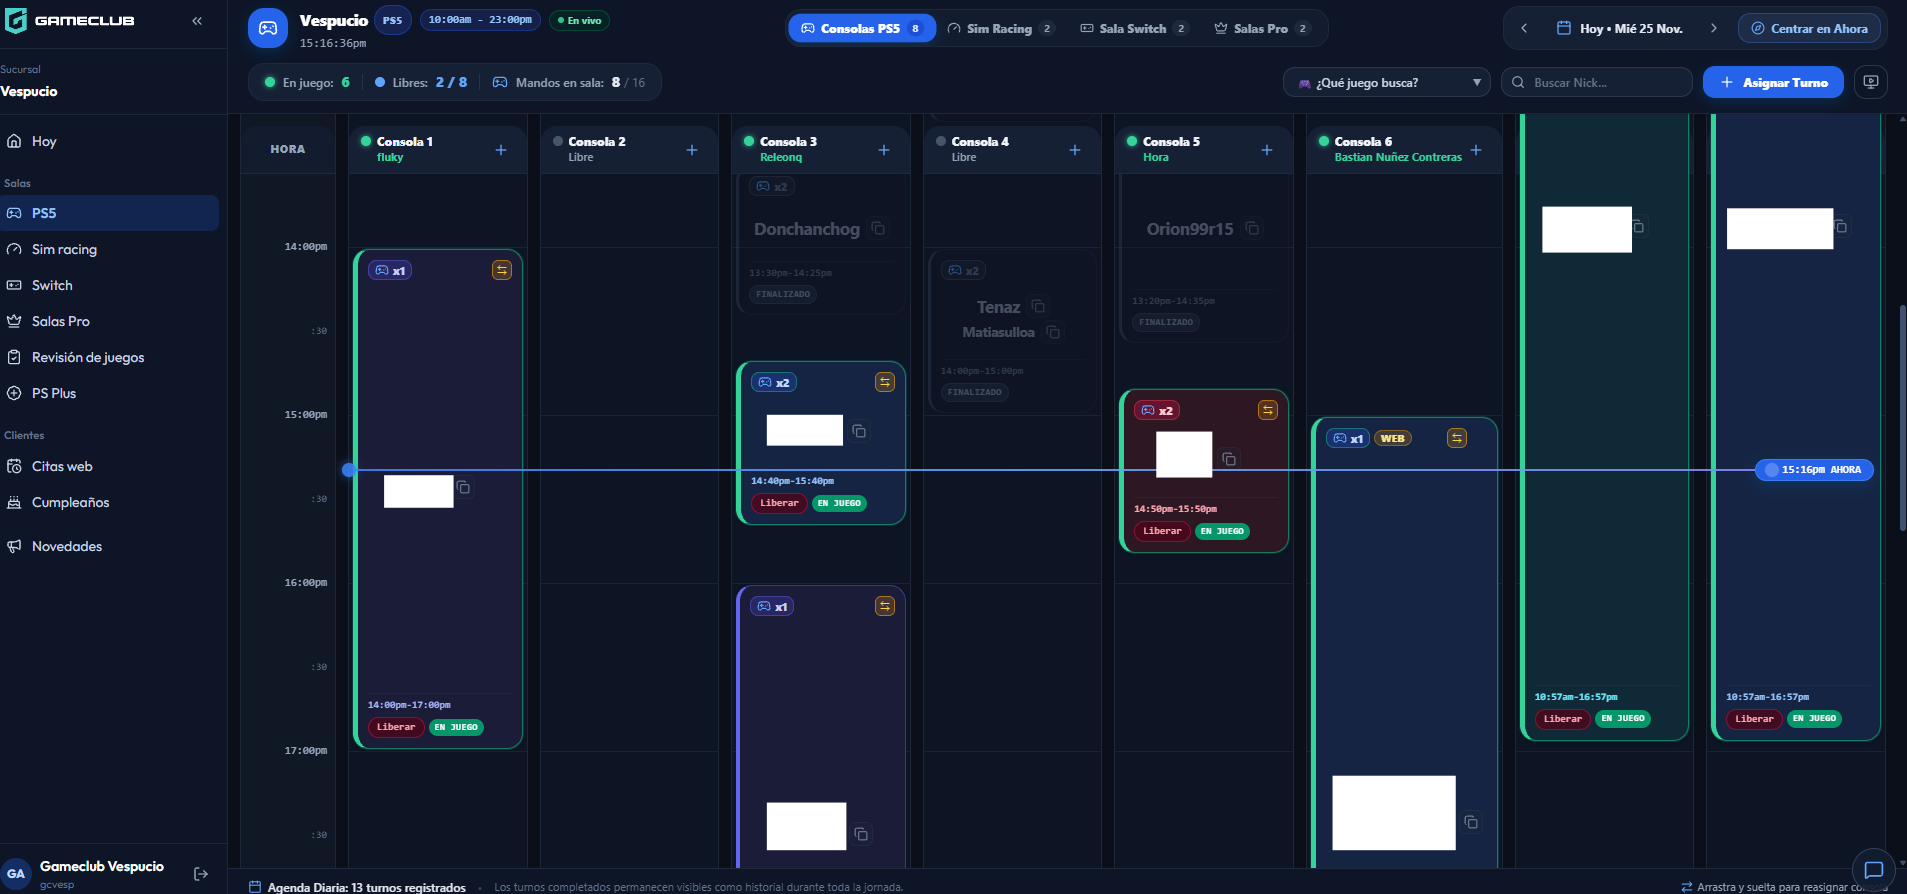 GAMECLUB
Sucursal
Vespucio
Hoy
Salas
PS5
Sim racing
Switch
Salas Pro
Revisión de juegos
PS Plus
Clientes
Citas web
Cumpleaños
Novedades
GA
Gameclub Vespucio
gcvesp
Vespucio PS5 10:00am - 23:00pm En vivo
15:16:36pm
Consolas PS5 8 Sim Racing 2 Sala Switch 2 Salas Pro 2
Hoy • Mié 25 Nov. Centrar en Ahora
En juego: 6 Libres: 2 / 8 Mandos en sala: 8 / 16
¿Qué juego busca? Buscar Nick... + Asignar Turno
HORA
Consola 1
fluky
Consola 2
Libre
Consola 3
Releonq
Consola 4
Libre
Consola 5
Hora
Consola 6
Bastian Nuñez Contreras
14:00pm
:30
15:00pm
:30
16:00pm
:30
17:00pm
:30
x1
14:00pm-17:00pm
Liberar EN JUEGO
x2
Donchanchog
13:30pm-14:25pm
FINALIZADO
x2
14:40pm-15:40pm
Liberar EN JUEGO
x1
x2
Tenaz
Matiasulloa
14:00pm-15:00pm
FINALIZADO
Orion99r15
13:20pm-14:35pm
FINALIZADO
x2
14:50pm-15:50pm
Liberar EN JUEGO
x1 WEB
10:57am-16:57pm
Liberar EN JUEGO
10:57am-16:57pm
Liberar EN JUEGO
15:16pm AHORA
Agenda Diaria: 13 turnos registrados • Los turnos completados permanecen visibles como historial durante toda la jornada.
Arrastra y suelta para reasignar